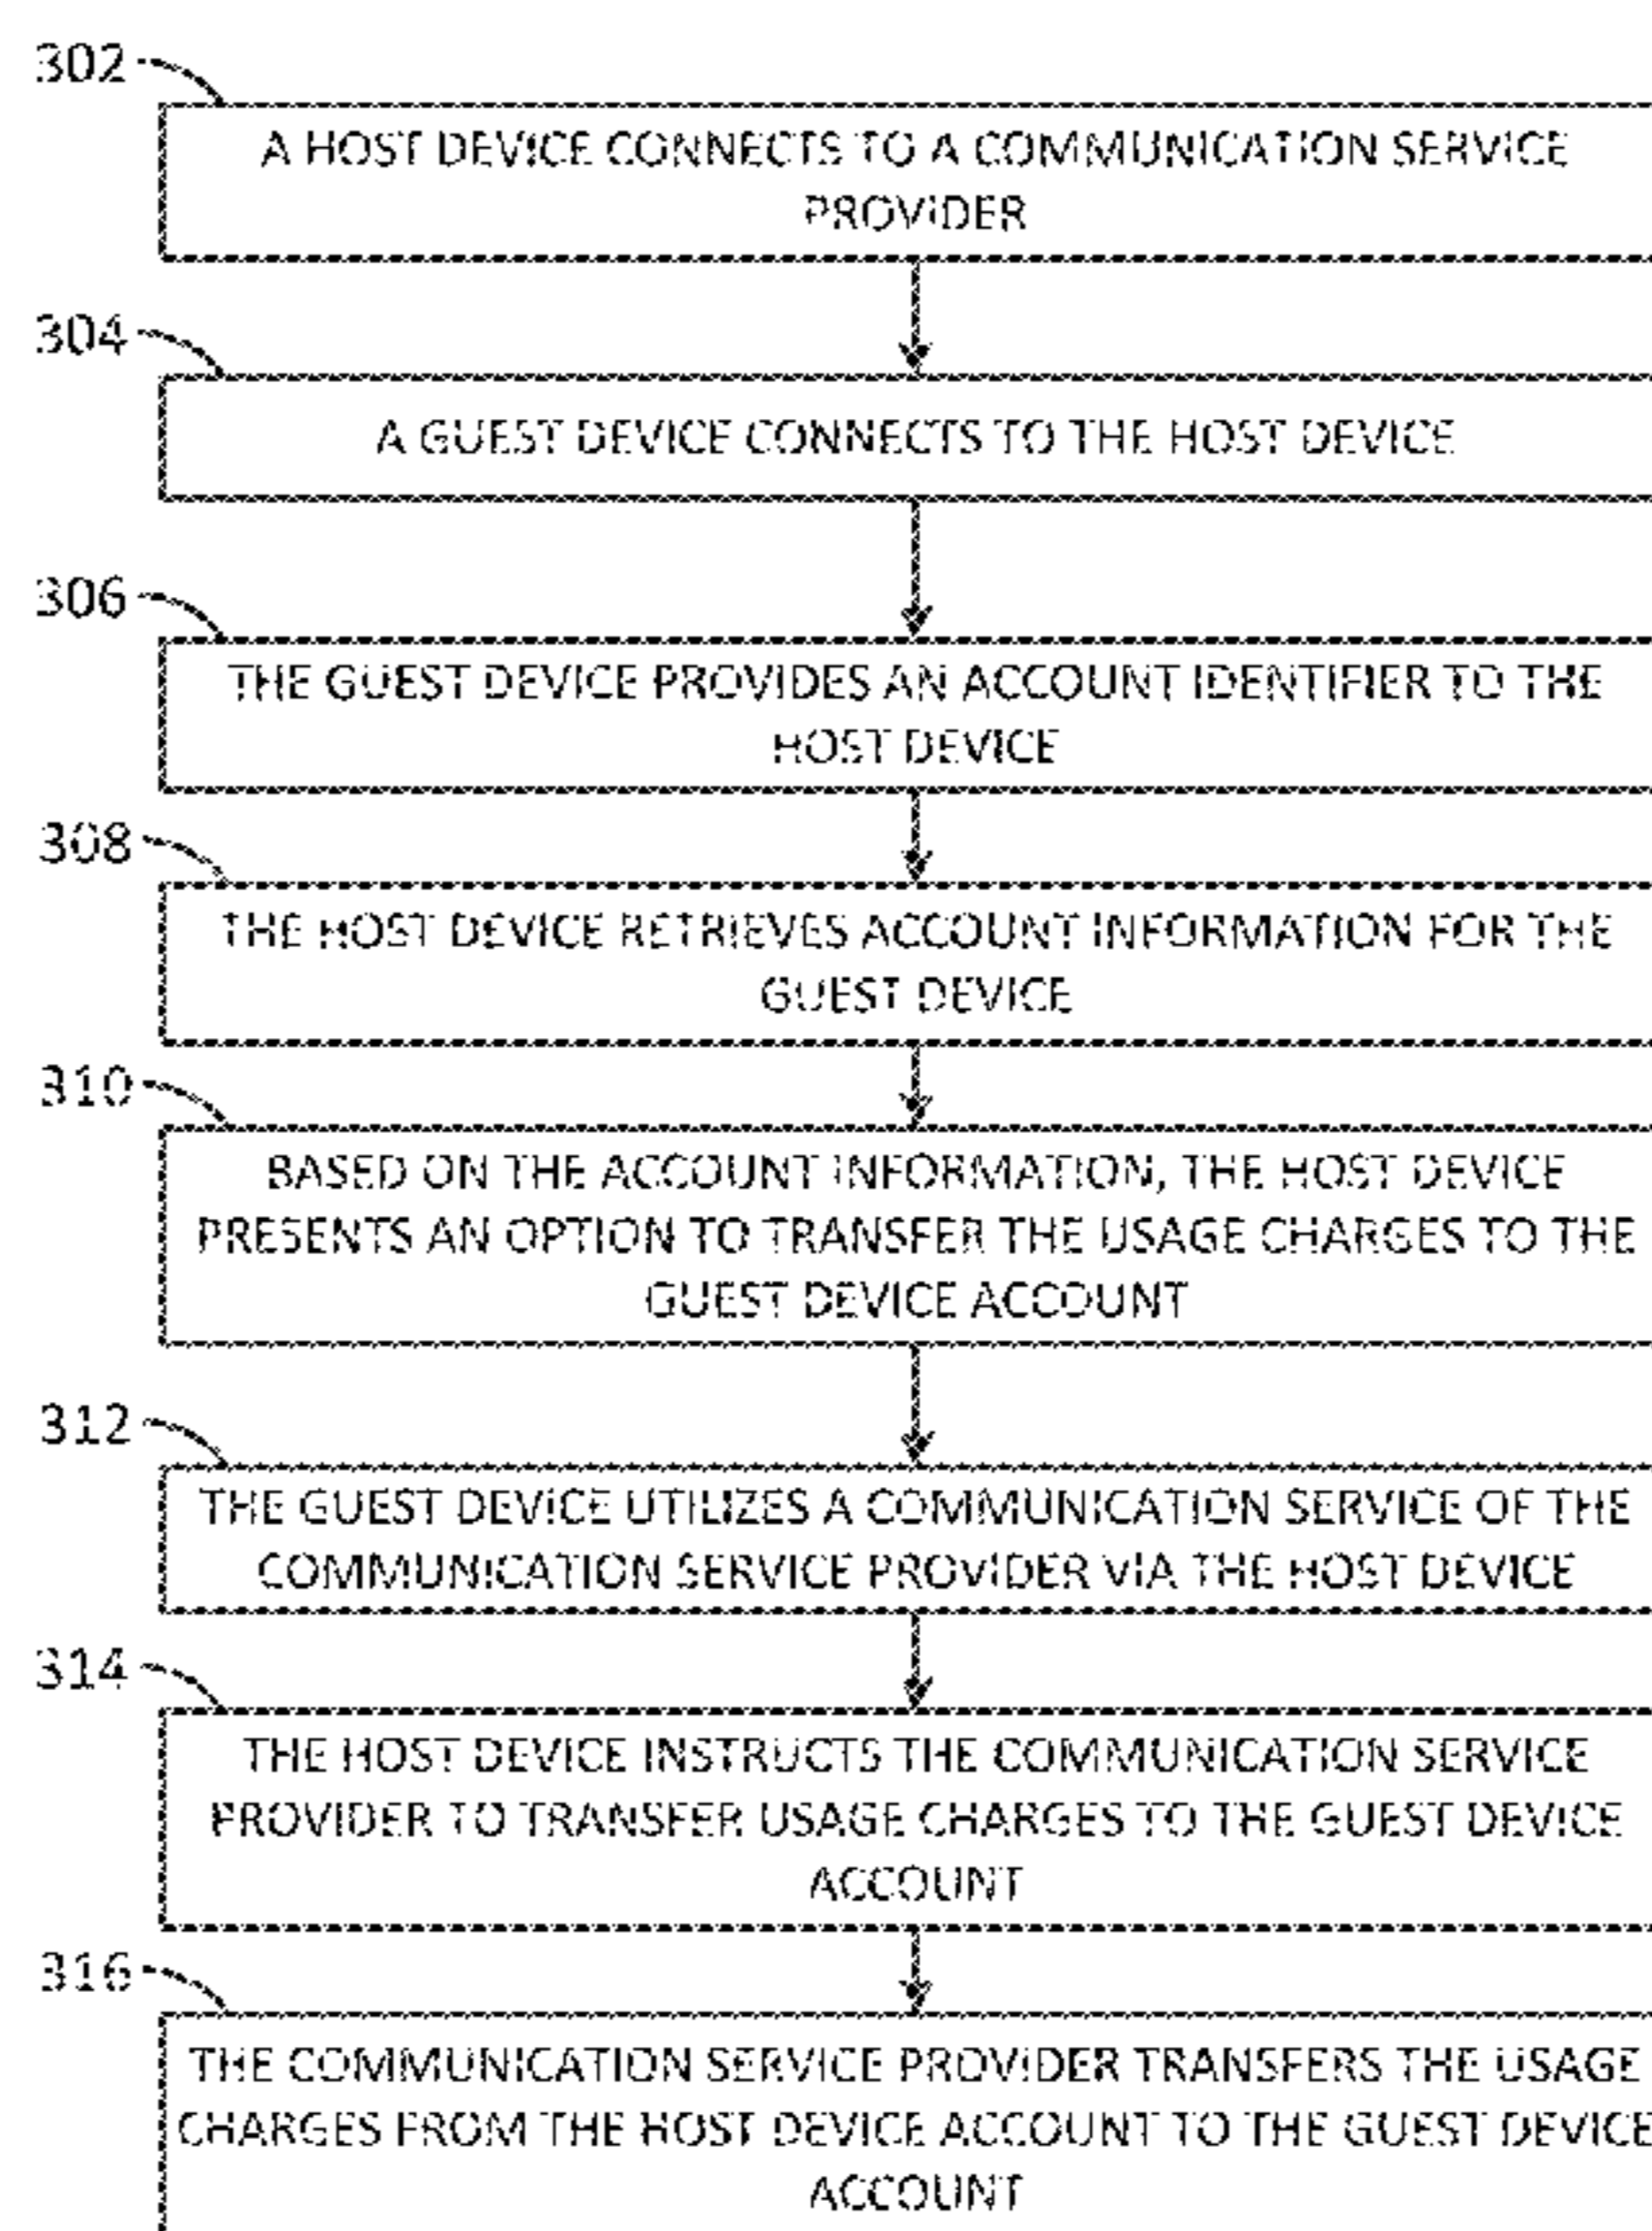 302
A HOST DEVICE CONNECTS TO A COMMUNICATION SERVICE
PROVIDER
304
A GUEST DEVICE CONNECTS TO THE HOST DEVICE
306
THE GUEST DEVICE PROVIDES AN ACCOUNT IDENTIFIER TO THE
HOST DEVICE
308
THE HOST DEVICE RETRIEVES ACCOUNT INFORMATION FOR THE
GUEST DEVICE
310
BASED ON THE ACCOUNT INFORMATION, THE HOST DEVICE
PRESENTS AN OPTION TO TRANSFER THE USAGE CHARGES TO THE
GUEST DEVICE ACCOUNT
312
THE GUEST DEVICE UTILIZES A COMMUNICATION SERVICE OF THE
COMMUNICATION SERVICE PROVIDER VIA THE HOST DEVICE
314
THE HOST DEVICE INSTRUCTS THE COMMUNICATION SERVICE
PROVIDER TO TRANSFER USAGE CHARGES TO THE GUEST DEVICE
ACCOUNT
316
THE COMMUNICATION SERVICE PROVIDER TRANSFERS THE USAGE
CHARGES FROM THE HOST DEVICE ACCOUNT TO THE GUEST DEVICE
ACCOUNT